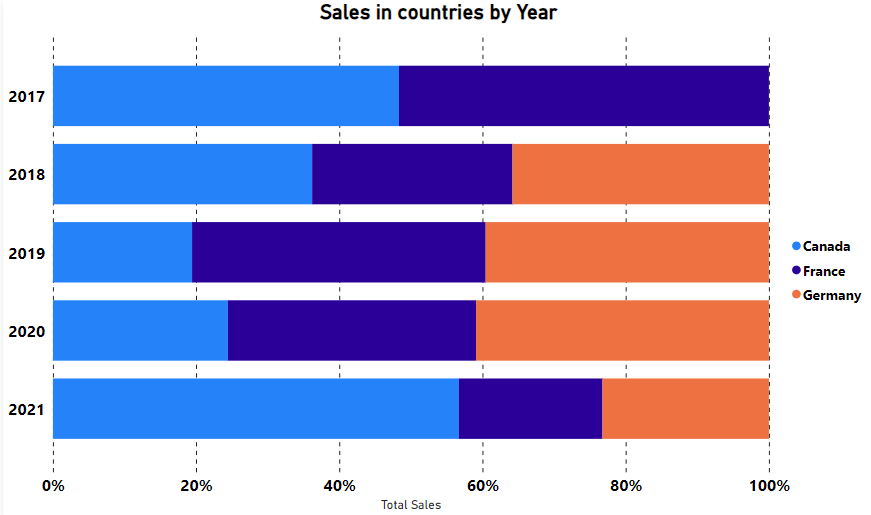 Sales in countries by Year
2017
2018
2019
2020
2021
0% 20% 40% 60% 80% 100%
Total Sales
Canada
France
Germany